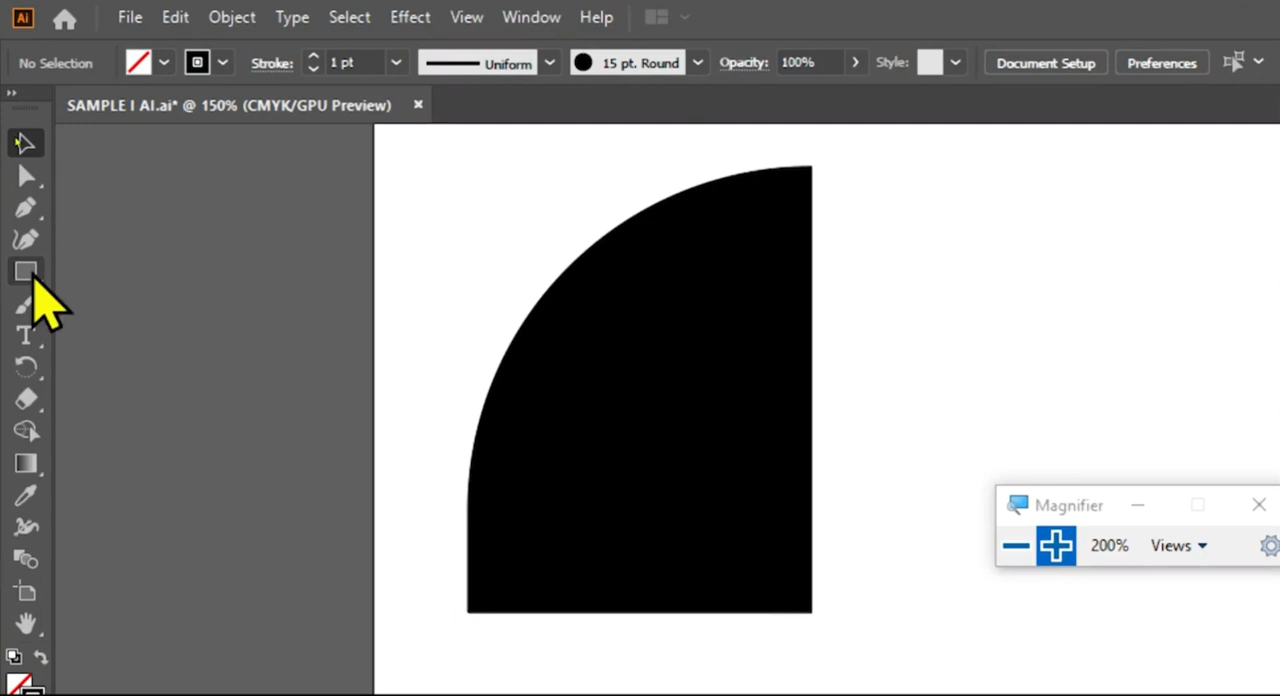 Ai File Edit Object Type Select Effect View Window Help
No Selection Stroke: 1 pt Uniform 15 pt. Round Opacity: 100% Style: Document Setup Preferences
SAMPLE I AI.ai* @ 150% (CMYK/GPU Preview) ×
Magnifier
200% Views